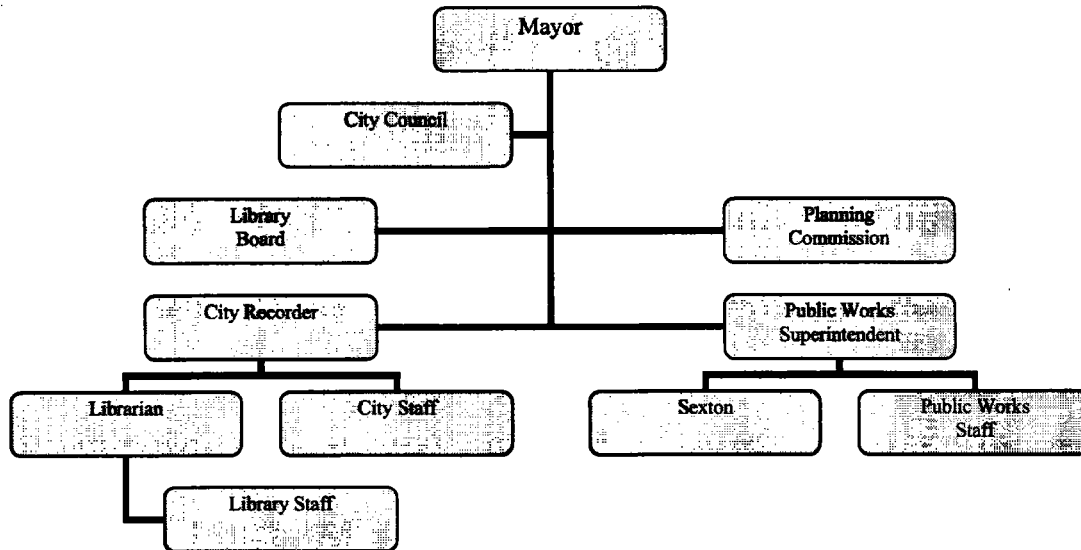 Mayor
City Council
Library
Board
Planning
Commission
City Recorder
Public Works
Superintendent
Librarian
City Staff
Sexton
Public Works
Staff
Library Staff